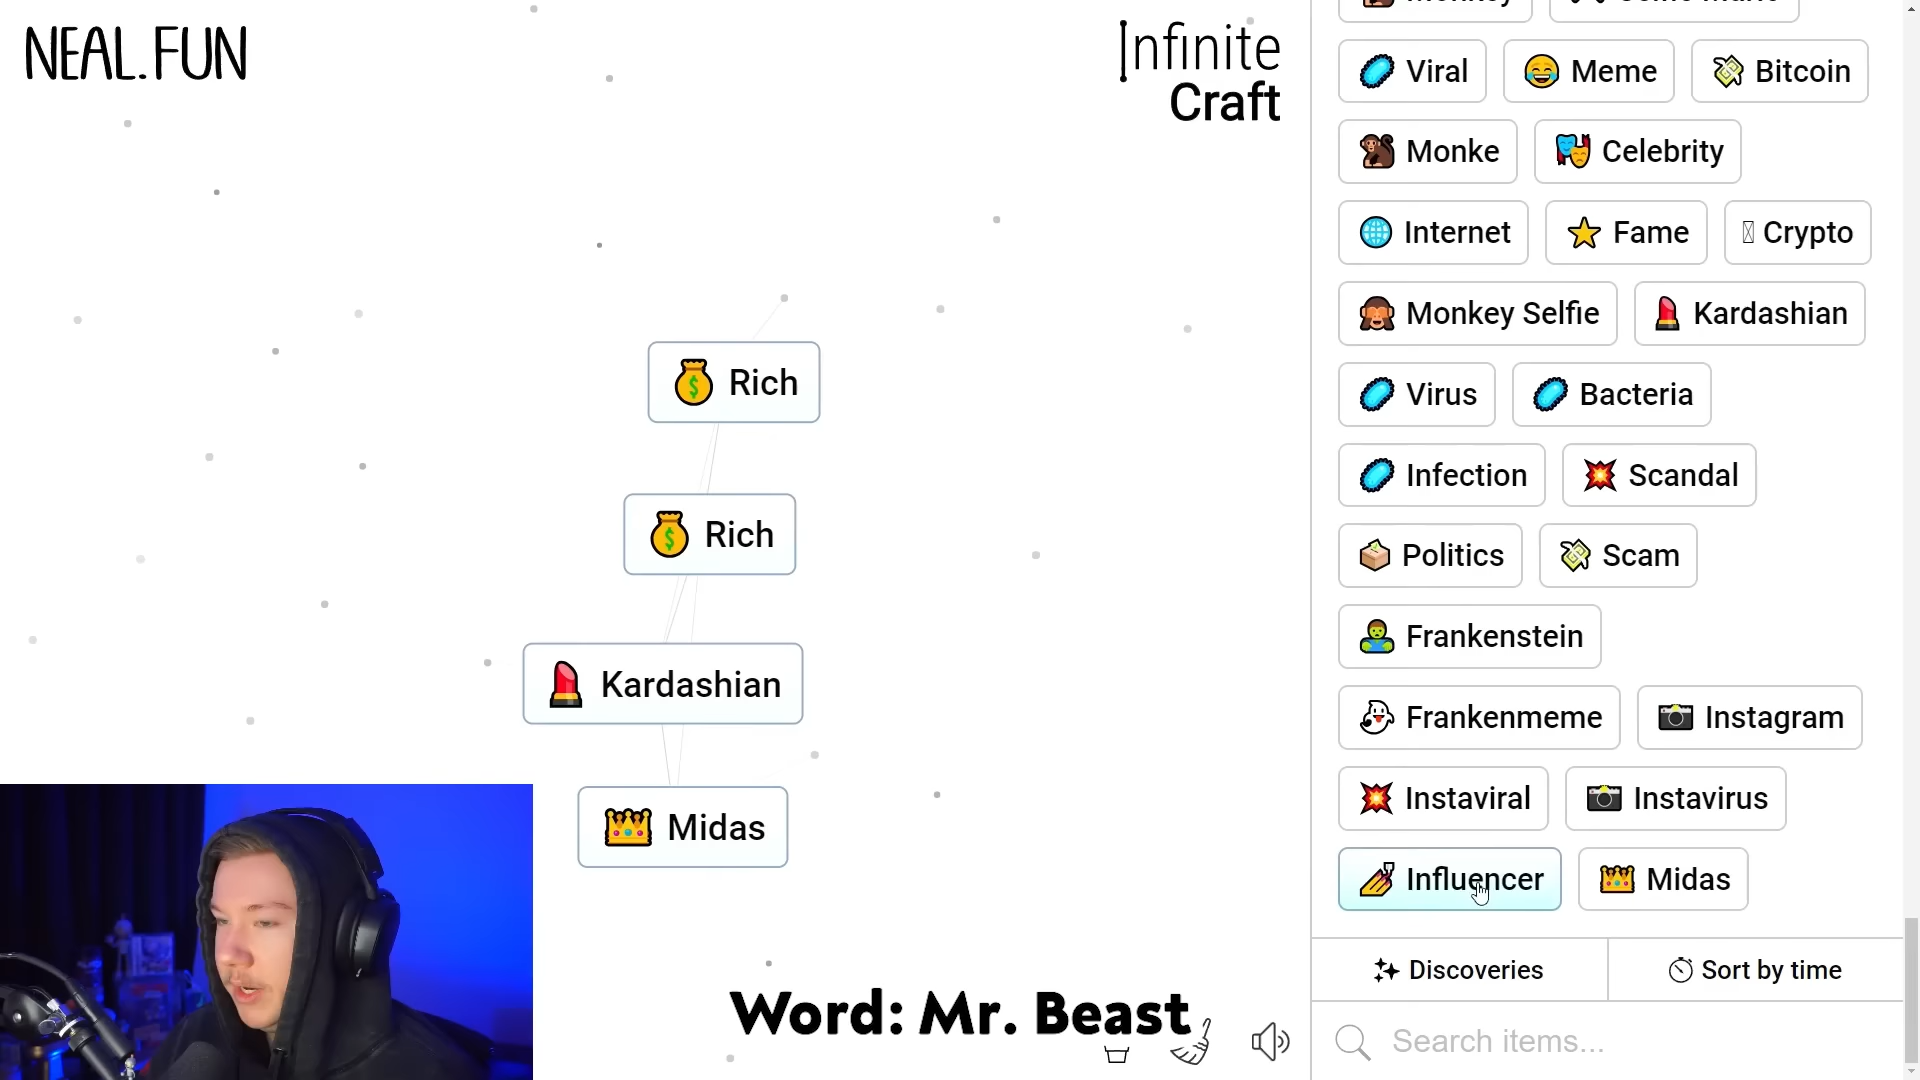 NEAL.FUN
Infinite
Craft
Rich
Rich
Kardashian
Midas
Word: Mr. Beast
Viral Meme Bitcoin
Monke Celebrity
Internet Fame Crypto
Monkey Selfie Kardashian
Virus Bacteria
Infection Scandal
Politics Scam
Frankenstein
Frankenmeme Instagram
Instaviral Instavirus
Influencer Midas
Discoveries Sort by time
Search items...